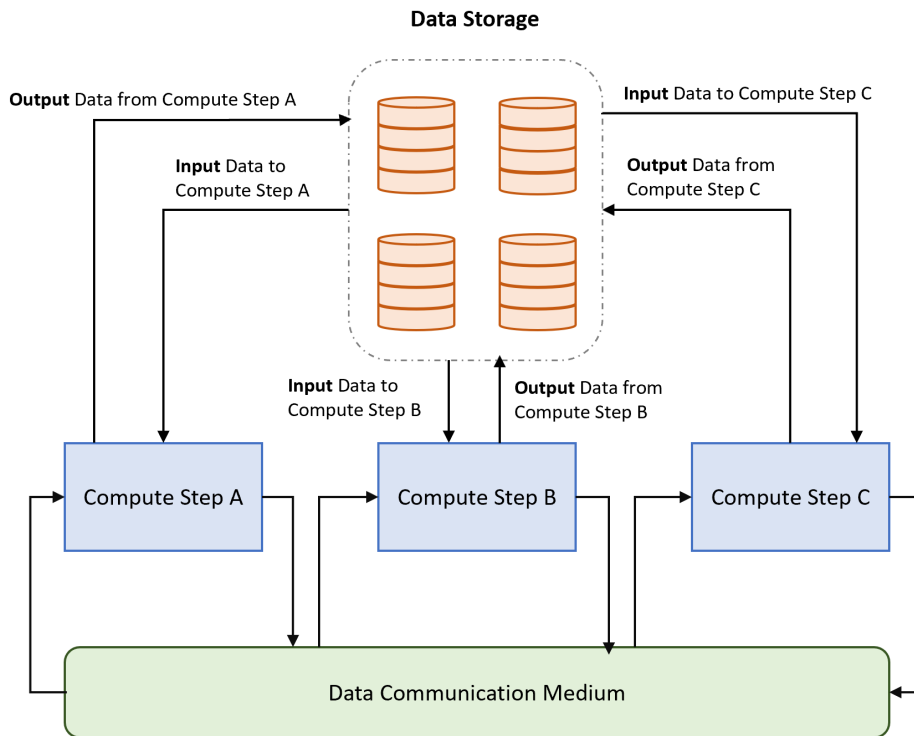 Data Storage
Output Data from Compute Step A
Input Data to Compute Step C
Input Data to
Compute Step A
Output Data from
Compute Step C
Input Data to
Compute Step B
Output Data from
Compute Step B
Compute Step A
Compute Step B
Compute Step C
Data Communication Medium